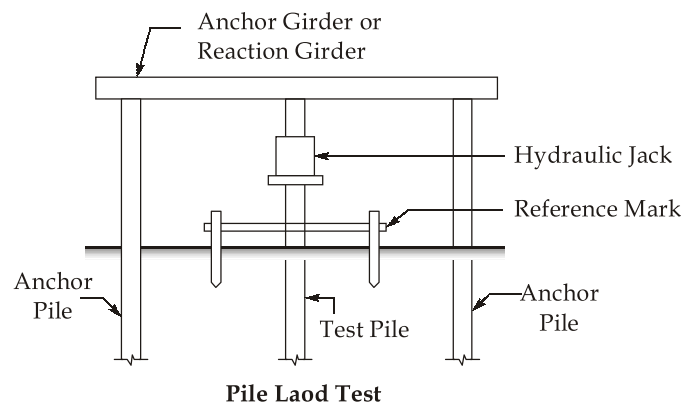 Anchor Girder or
Reaction Girder
Hydraulic Jack
Reference Mark
Anchor
Pile
Test Pile
Anchor
Pile
Pile Laod Test